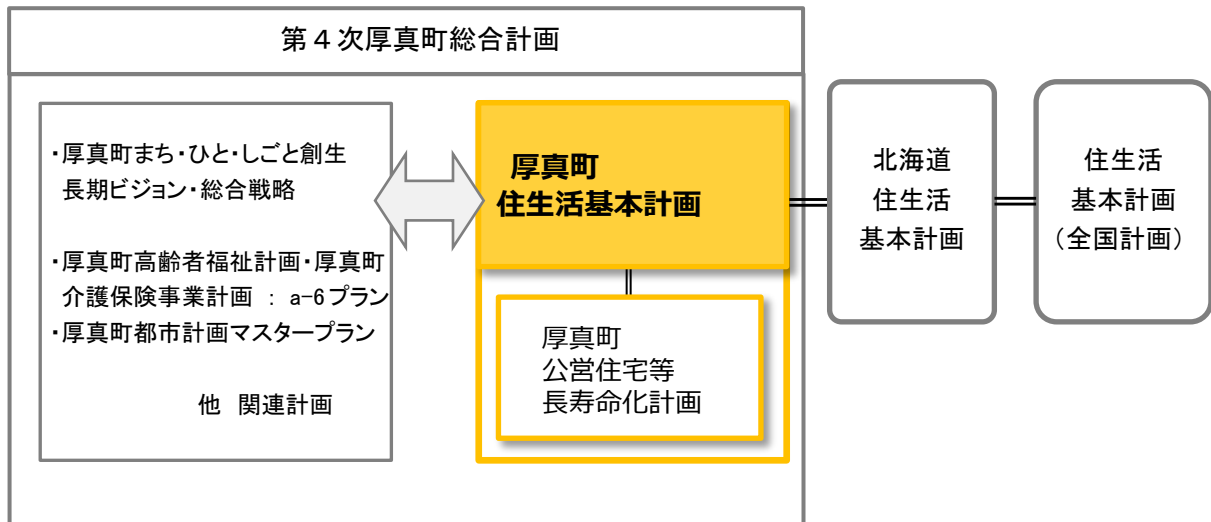 第4次厚真町総合計画
・厚真町まち・ひと・しごと創生
長期ビジョン・総合戦略
・厚真町高齢者福祉計画・厚真町
介護保険事業計画 : a-6プラン
・厚真町都市計画マスタープラン
他 関連計画
厚真町
住生活基本計画
厚真町
公営住宅等
長寿命化計画
北海道
住生活
基本計画
住生活
基本計画
(全国計画)